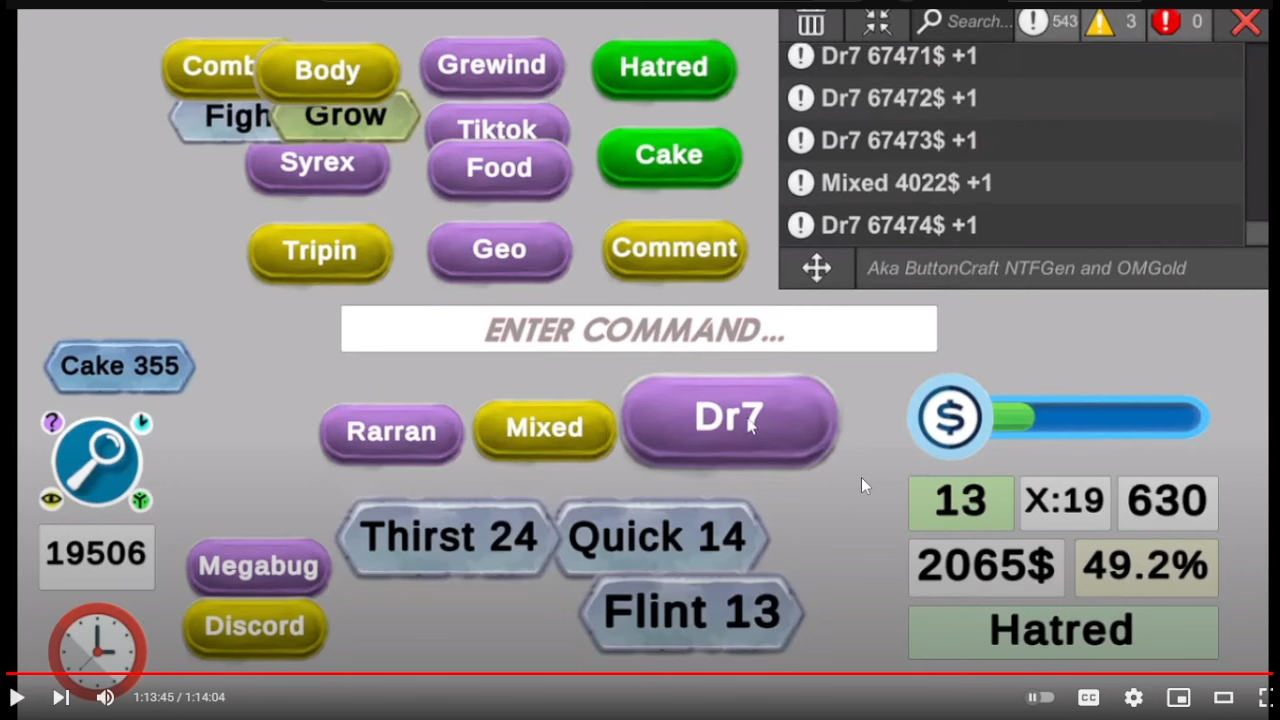 Comb Body Grewind Hatred
Figh Grow Tiktok
Syrex Food Cake
Tripin Geo Comment
Search... 543 3 0
Dr7 67471$ +1
Dr7 67472$ +1
Dr7 67473$ +1
Mixed 4022$ +1
Dr7 67474$ +1
Aka ButtonCraft NTFGen and OMGold
ENTER COMMAND...
Cake 355
Rarran Mixed Dr7
13 X:19 630
Thirst 24 Quick 14
19506
Megabug
2065$ 49.2%
Flint 13
Discord
Hatred
1:13:45 / 1:14:04
CC